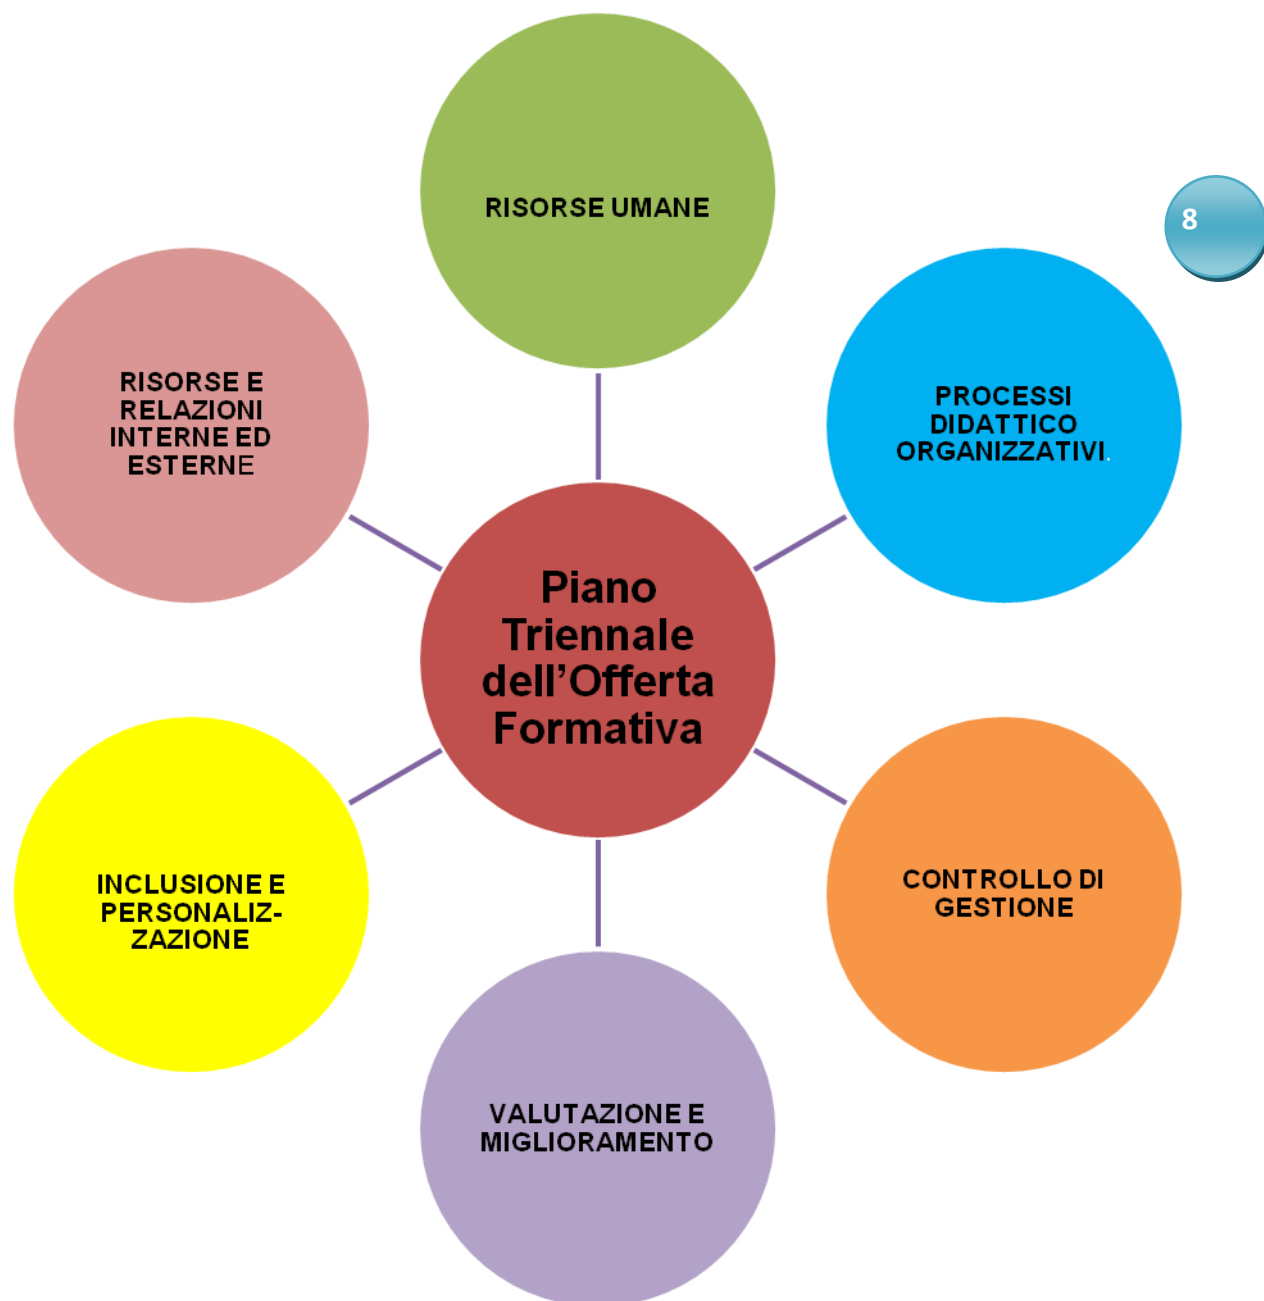 RISORSE UMANE
8
RISORSE E
RELAZIONI
INTERNE ED
ESTERNE
PROCESSI
DIDATTICO
ORGANIZZATIVI.
Piano
Triennale
dell’Offerta
Formativa
INCLUSIONE E
PERSONALIZ-
ZAZIONE
CONTROLLO DI
GESTIONE
VALUTAZIONE E
MIGLIORAMENTO